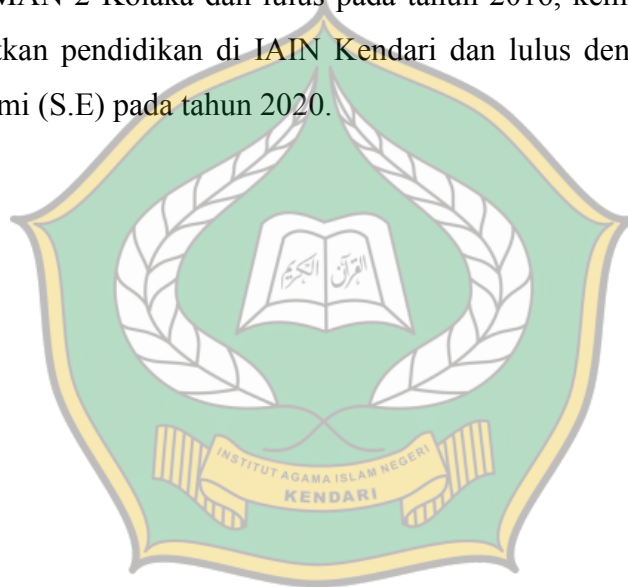 MAN 2 Kolaka dan lulus pada tahun 2016, kem
tkan pendidikan di IAIN Kendari dan lulus den
mi (S.E) pada tahun 2020.
القرآن الكريم
INSTITUT AGAMA ISLAM NEGERI
KENDARI